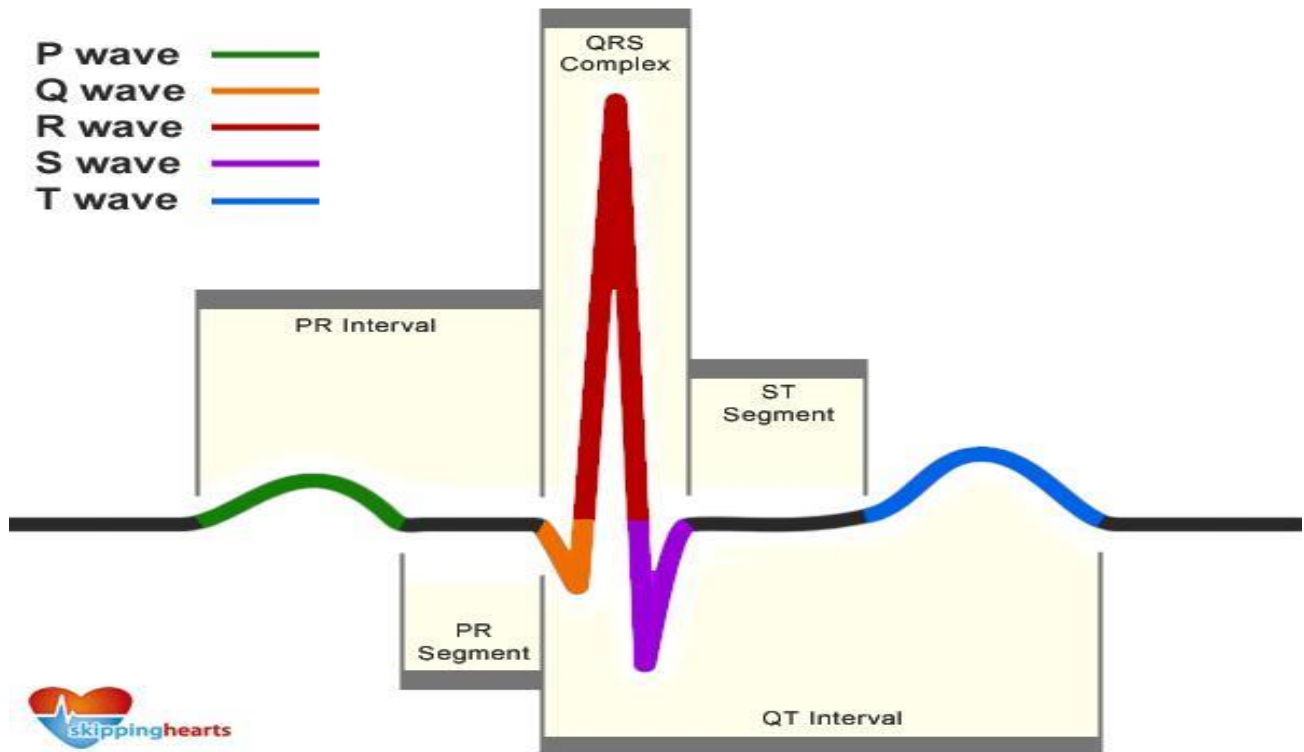 P wave
Q wave
R wave
S wave
T wave
QRS
Complex
PR Interval
ST
Segment
PR
Segment
QT Interval
skippinghearts